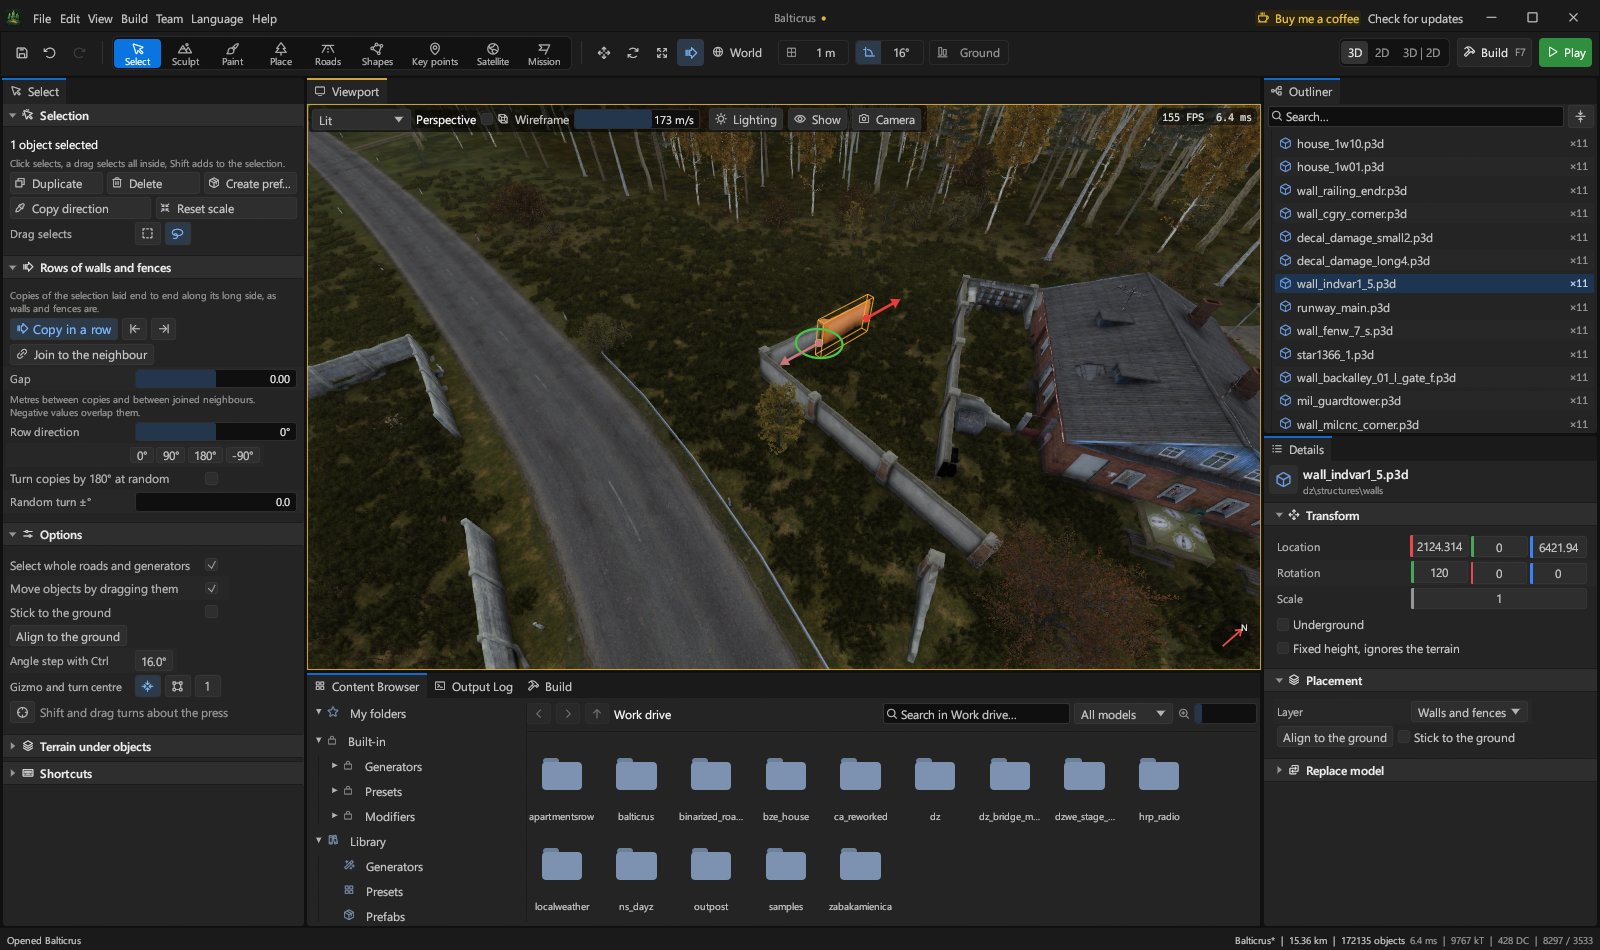 File Edit View Build Team Language Help
Balticrus
Buy me a coffee Check for updates
Select Sculpt Paint Place Roads Shapes Key points Satellite Mission
World 1 m 16° Ground
3D 2D 3D | 2D Build F7 Play
Select
Selection
1 object selected
Click selects, a drag selects all inside, Shift adds to the selection.
Duplicate Delete Create pref...
Copy direction Reset scale
Drag selects
Rows of walls and fences
Copies of the selection laid end to end along its long side, as
walls and fences are.
Copy in a row
Join to the neighbour
Gap 0.00
Metres between copies and between joined neighbours.
Negative values overlap them.
Row direction 0°
0° 90° 180° -90°
Turn copies by 180° at random
Random turn ±° 0.0
Options
Select whole roads and generators
Move objects by dragging them
Stick to the ground
Align to the ground
Angle step with Ctrl 16.0°
Gizmo and turn centre 1
Shift and drag turns about the press
Terrain under objects
Shortcuts
Viewport
Lit Perspective Wireframe 173 m/s Lighting Show Camera
155 FPS 6.4 ms
N
Content Browser Output Log Build
My folders
Built-in
Generators
Presets
Modifiers
Library
Generators
Presets
Prefabs
Work drive
Search in Work drive...
All models
apartmentsrow balticrus binarized_roa... bze_house ca_reworked dz dz_bridge_m... dzwe_stage_... hrp_radio
localweather ns_dayz outpost samples zabakamienica
Outliner
Search...
house_1w10.p3d ×11
house_1w01.p3d ×11
wall_railing_endr.p3d ×11
wall_cgry_corner.p3d ×11
decal_damage_small2.p3d ×11
decal_damage_long4.p3d ×11
wall_indvar1_5.p3d ×11
runway_main.p3d ×11
wall_fenw_7_s.p3d ×11
star1366_1.p3d ×11
wall_backalley_01_l_gate_f.p3d ×11
mil_guardtower.p3d ×11
wall_milcnc_corner.p3d ×11
Details
wall_indvar1_5.p3d
dz\structures\walls
Transform
Location 2124.314 0 6421.94
Rotation 120 0 0
Scale 1
Underground
Fixed height, ignores the terrain
Placement
Layer Walls and fences
Align to the ground Stick to the ground
Replace model
Opened Balticrus
Balticrus* | 15.36 km | 172135 objects 6.4 ms | 9767 kT | 428 DC | 8297 / 3533